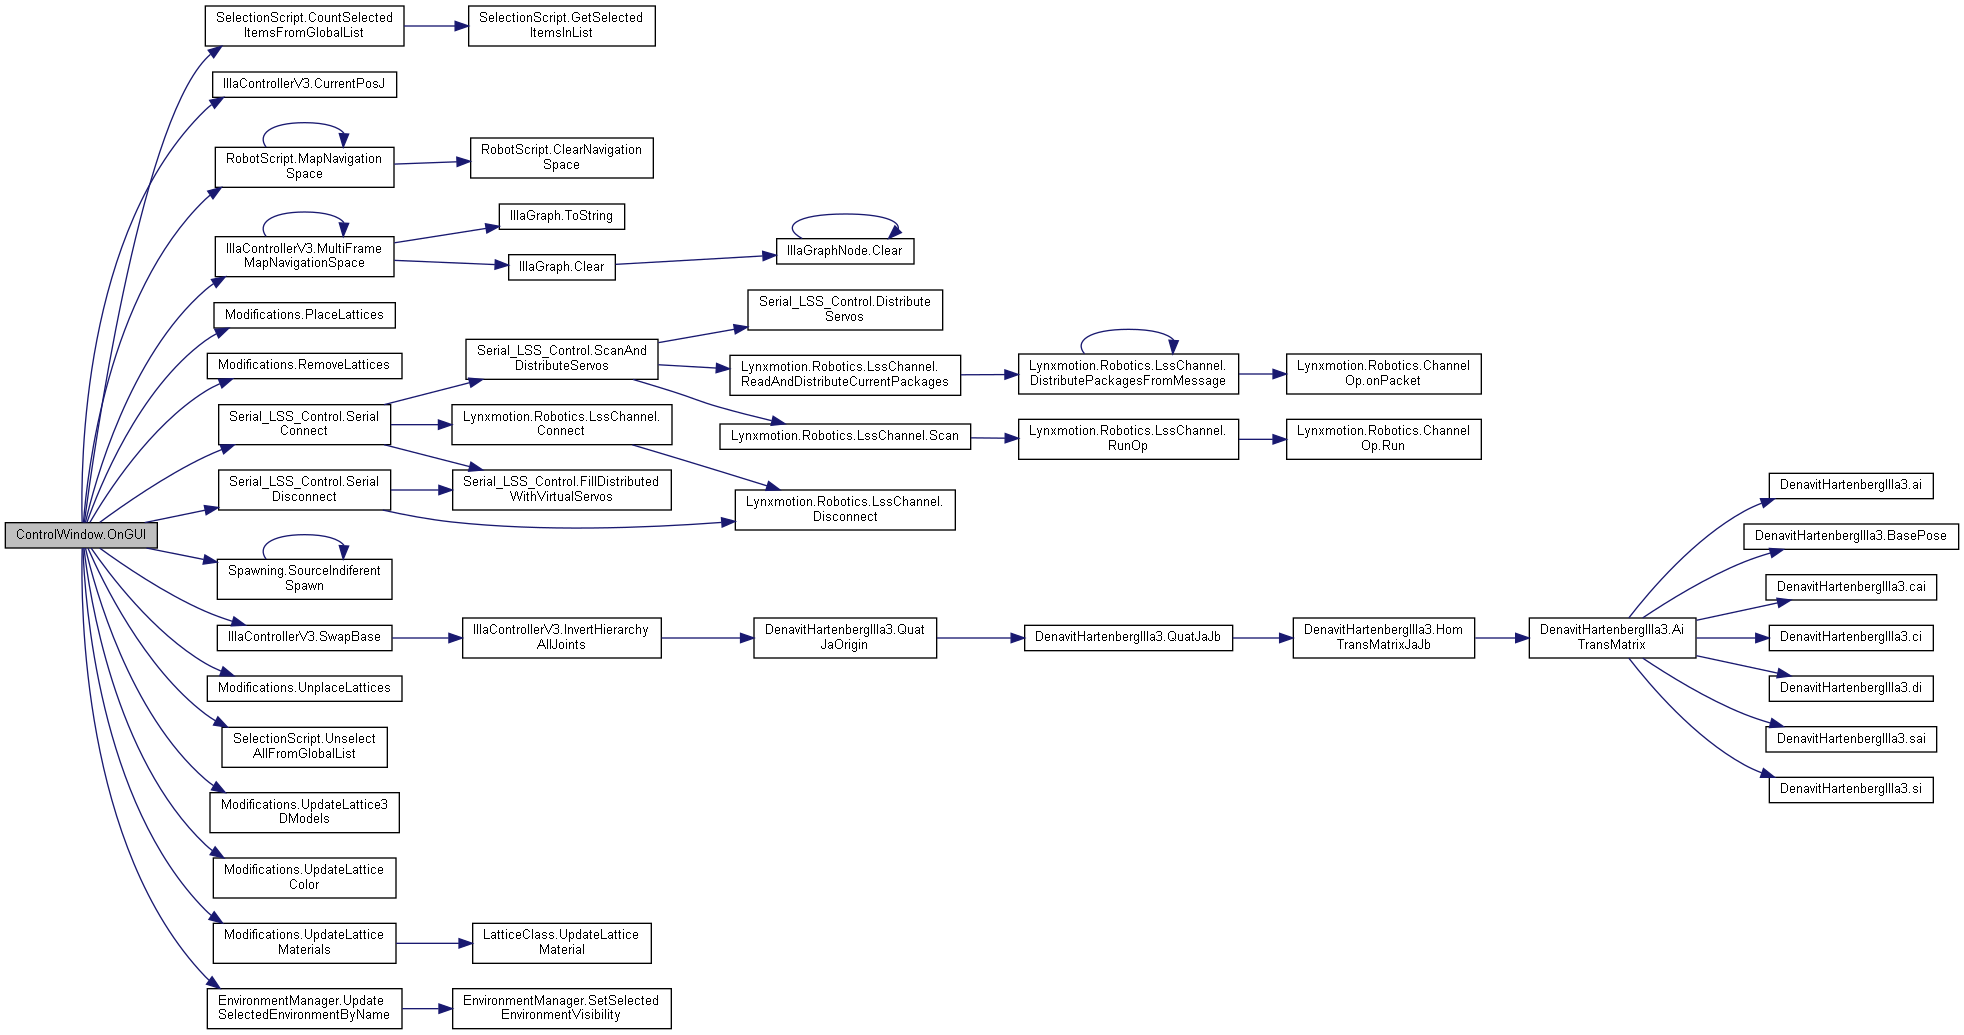 SelectionScript.CountSelected
ItemsFromGlobalList
SelectionScript.GetSelected
ItemsInList
IllaControllerV3.CurrentPosJ
RobotScript.MapNavigation
Space
RobotScript.ClearNavigation
Space
IllaControllerV3.MultiFrame
MapNavigationSpace
IllaGraph.ToString
IllaGraph.Clear
IllaGraphNode.Clear
Modifications.PlaceLattices
Modifications.RemoveLattices
Serial_LSS_Control.Serial
Connect
Serial_LSS_Control.ScanAnd
DistributeServos
Serial_LSS_Control.Distribute
Servos
Lynxmotion.Robotics.LssChannel.
ReadAndDistributeCurrentPackages
Lynxmotion.Robotics.LssChannel.
DistributePackagesFromMessage
Lynxmotion.Robotics.Channel
Op.onPacket
Lynxmotion.Robotics.LssChannel.
Connect
Lynxmotion.Robotics.LssChannel.Scan
Lynxmotion.Robotics.LssChannel.
RunOp
Lynxmotion.Robotics.Channel
Op.Run
Serial_LSS_Control.Serial
Disconnect
Serial_LSS_Control.FillDistributed
WithVirtualServos
Lynxmotion.Robotics.LssChannel.
Disconnect
ControlWindow.OnGUI
Spawning.SourceIndiferent
Spawn
IllaControllerV3.SwapBase
IllaControllerV3.InvertHierarchy
AllJoints
DenavitHartenbergIlla3.Quat
JaOrigin
DenavitHartenbergIlla3.QuatJaJb
DenavitHartenbergIlla3.Hom
TransMatrixJaJb
DenavitHartenbergIlla3.Ai
TransMatrix
DenavitHartenbergIlla3.ai
DenavitHartenbergIlla3.BasePose
DenavitHartenbergIlla3.cai
DenavitHartenbergIlla3.ci
DenavitHartenbergIlla3.di
DenavitHartenbergIlla3.sai
DenavitHartenbergIlla3.si
Modifications.UnplaceLattices
SelectionScript.Unselect
AllFromGlobalList
Modifications.UpdateLattice3
DModels
Modifications.UpdateLattice
Color
Modifications.UpdateLattice
Materials
LatticeClass.UpdateLattice
Material
EnvironmentManager.Update
SelectedEnvironmentByName
EnvironmentManager.SetSelected
EnvironmentVisibility